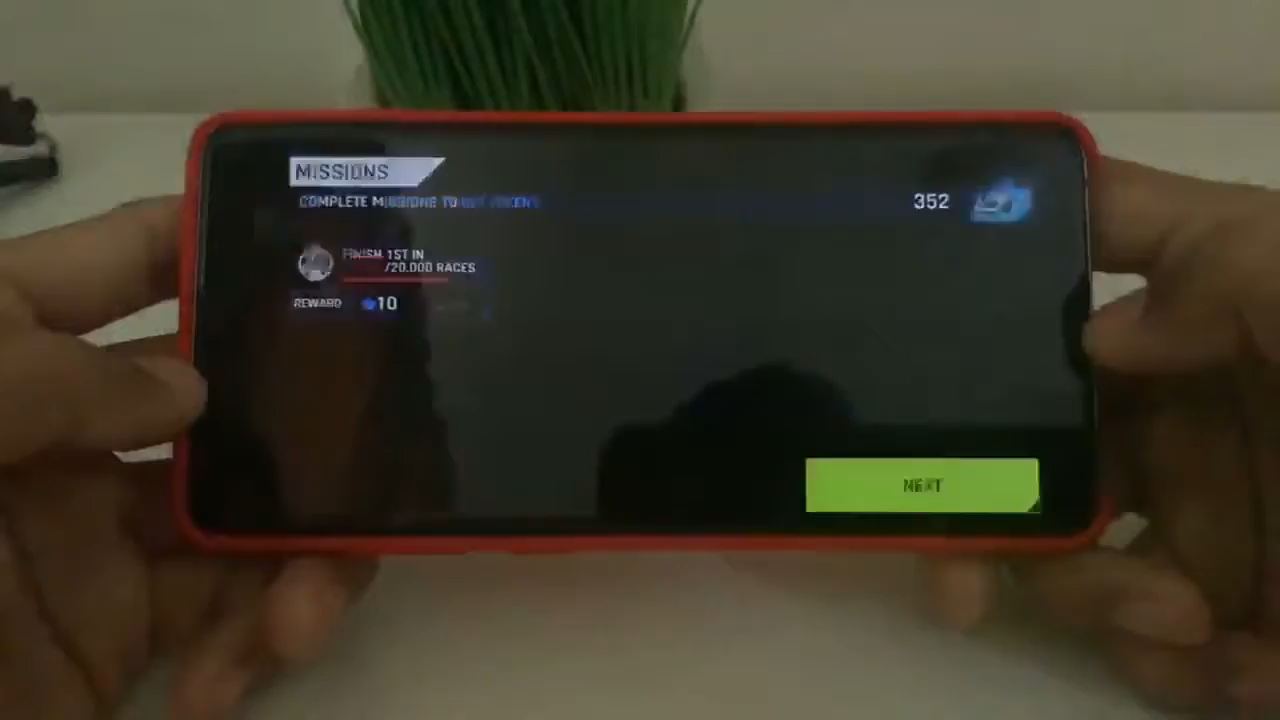 MISSIONS
COMPLETE MISSIONS TO
352
FINISH 1ST IN
/20.000 RACES
REWARD 10
NEXT